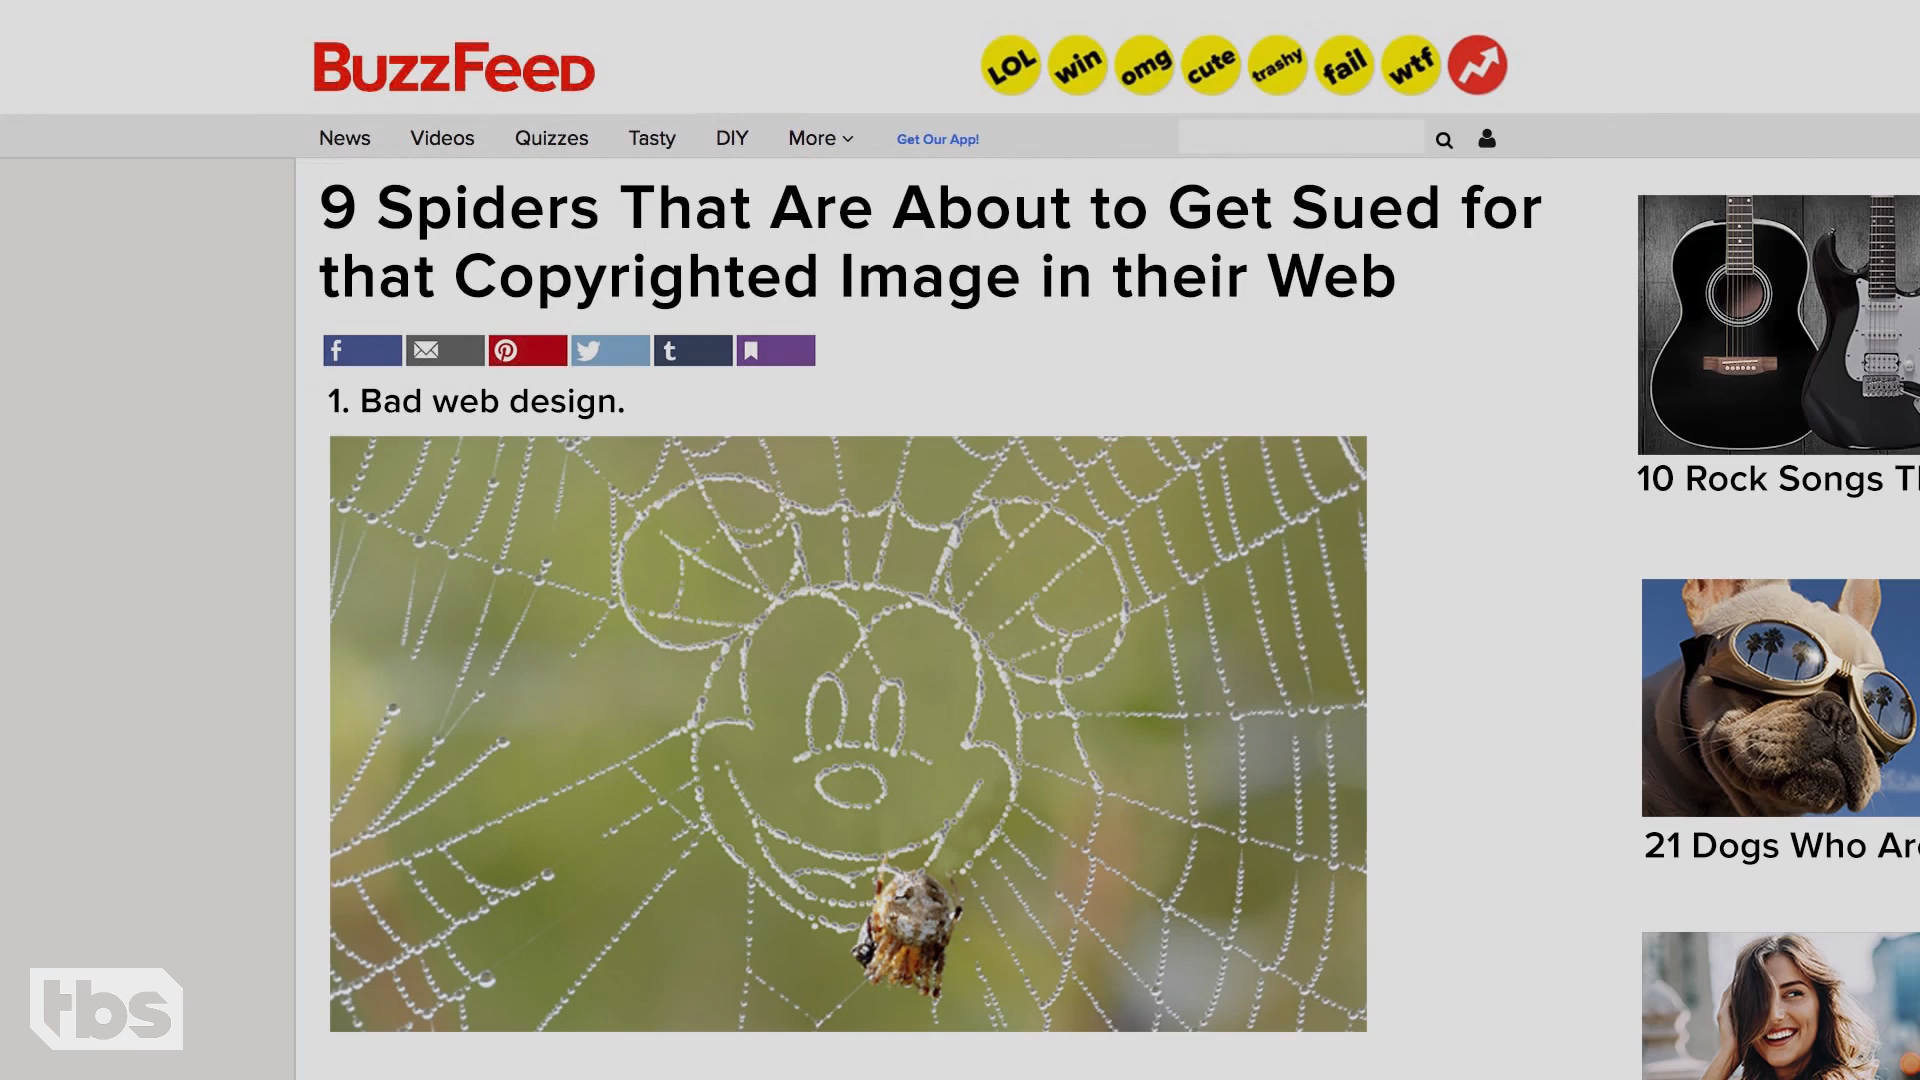 BuzzFeed
LOL win omg cute trashy fail wtf
News Videos Quizzes Tasty DIY More Get Our App!
9 Spiders That Are About to Get Sued for
that Copyrighted Image in their Web
1. Bad web design.
10 Rock Songs Th
21 Dogs Who Are
tbs